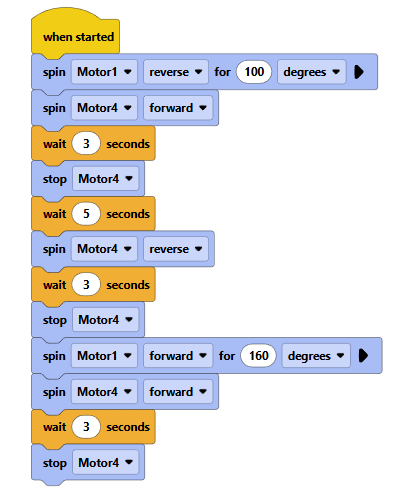 when started
spin Motor1 reverse for 100 degrees
spin Motor4 forward
wait 3 seconds
stop Motor4
wait 5 seconds
spin Motor4 reverse
wait 3 seconds
stop Motor4
spin Motor1 forward for 160 degrees
spin Motor4 forward
wait 3 seconds
stop Motor4